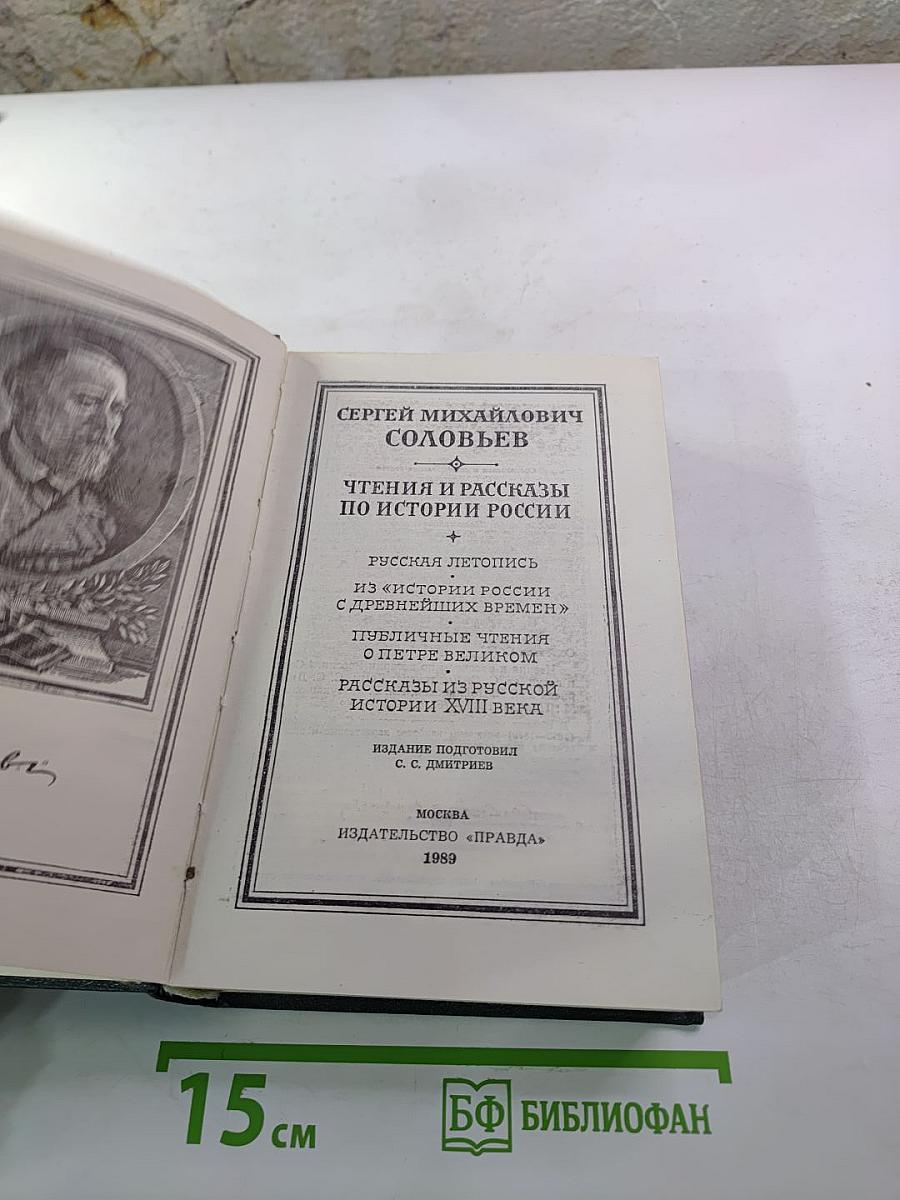 СЕРГЕЙ МИХАЙЛОВИЧ
СОЛОВЬЕВ
ЧТЕНИЯ И РАССКАЗЫ
ПО ИСТОРИИ РОССИИ
РУССКАЯ ЛЕТОПИСЬ
ИЗ «ИСТОРИИ РОССИИ
С ДРЕВНЕЙШИХ ВРЕМЕН»
ПУБЛИЧНЫЕ ЧТЕНИЯ
О ПЕТРЕ ВЕЛИКОМ
РАССКАЗЫ ИЗ РУССКОЙ
ИСТОРИИ XVIII ВЕКА
ИЗДАНИЕ ПОДГОТОВИЛ
С. С. ДМИТРИЕВ
МОСКВА
ИЗДАТЕЛЬСТВО «ПРАВДА»
1989
15 см
БФ БИБЛИОФАН